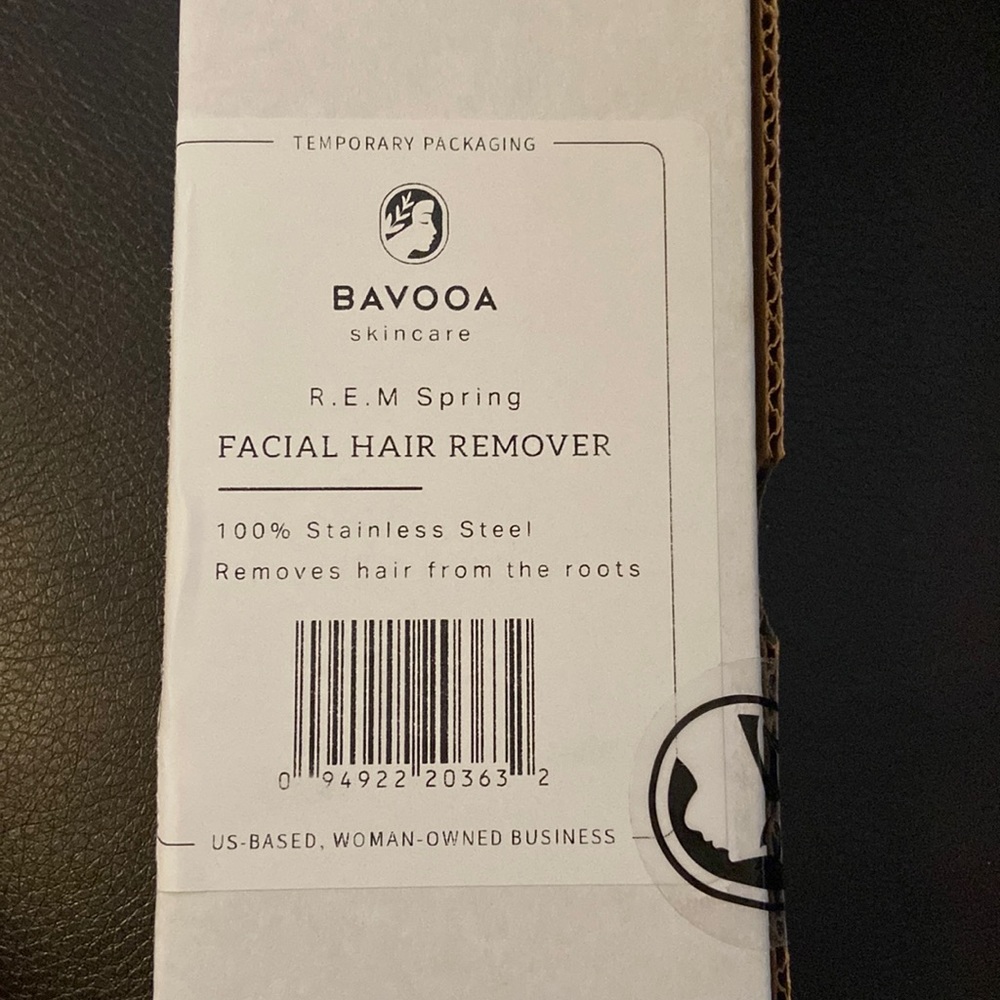 TEMPORARY PACKAGING
BAVOOA
skincare
R.E.M Spring
FACIAL HAIR REMOVER
100% Stainless Steel
Removes hair from the roots
0 94922 20363 2
US-BASED, WOMAN-OWNED BUSINESS